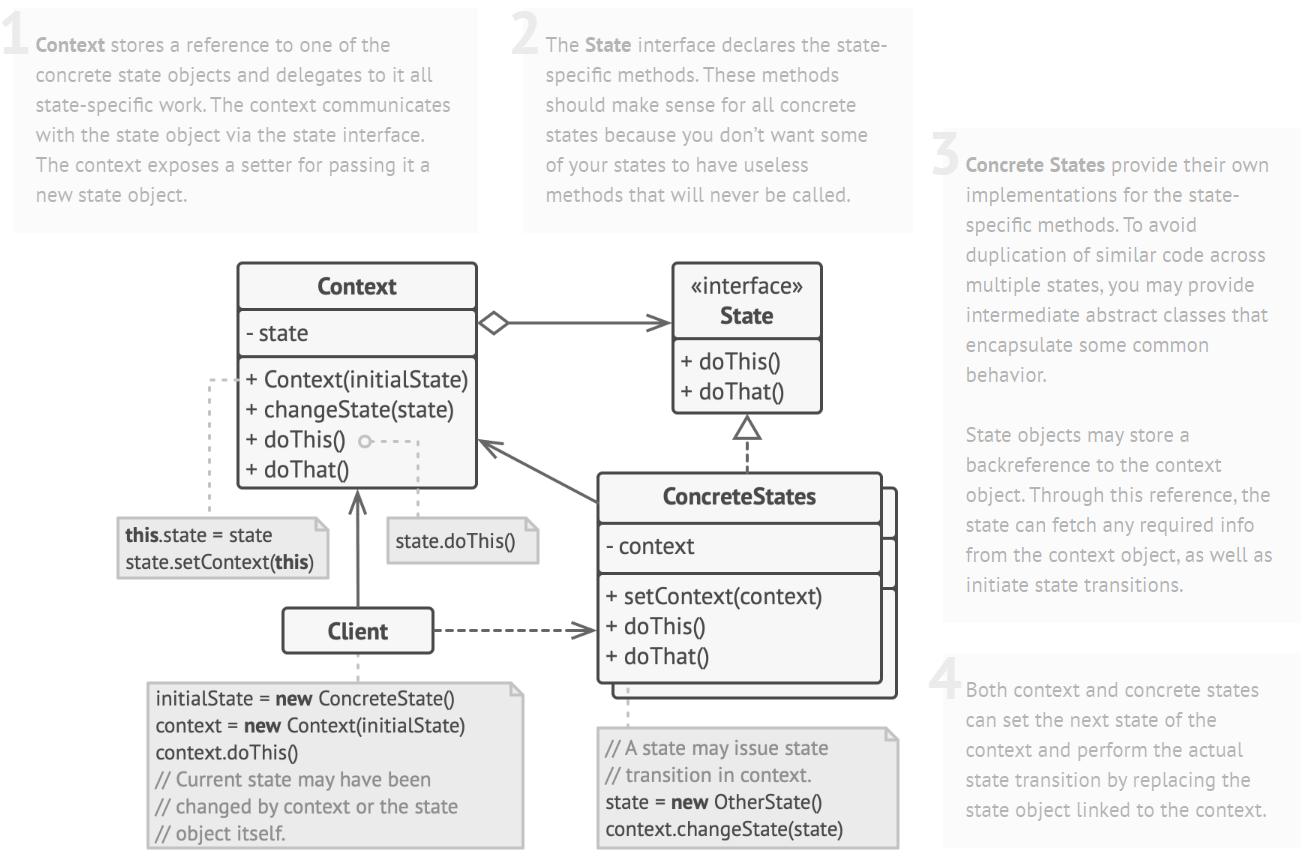 1
Context stores a reference to one of the
concrete state objects and delegates to it all
state-specific work. The context communicates
with the state object via the state interface.
The context exposes a setter for passing it a
new state object.
2
The State interface declares the state-
specific methods. These methods
should make sense for all concrete
states because you don’t want some
of your states to have useless
methods that will never be called.
3
Concrete States provide their own
implementations for the state-
specific methods. To avoid
duplication of similar code across
multiple states, you may provide
intermediate abstract classes that
encapsulate some common
behavior.
State objects may store a
backreference to the context
object. Through this reference, the
state can fetch any required info
from the context object, as well as
initiate state transitions.
4
Both context and concrete states
can set the next state of the
context and perform the actual
state transition by replacing the
state object linked to the context.
Context
- state
+ Context(initialState)
+ changeState(state)
+ doThis()
+ doThat()
«interface»
State
+ doThis()
+ doThat()
this.state = state
state.setContext(this)
state.doThis()
ConcreteStates
- context
+ setContext(context)
+ doThis()
+ doThat()
Client
initialState = new ConcreteState()
context = new Context(initialState)
context.doThis()
// Current state may have been
// changed by context or the state
// object itself.
// A state may issue state
// transition in context.
state = new OtherState()
context.changeState(state)